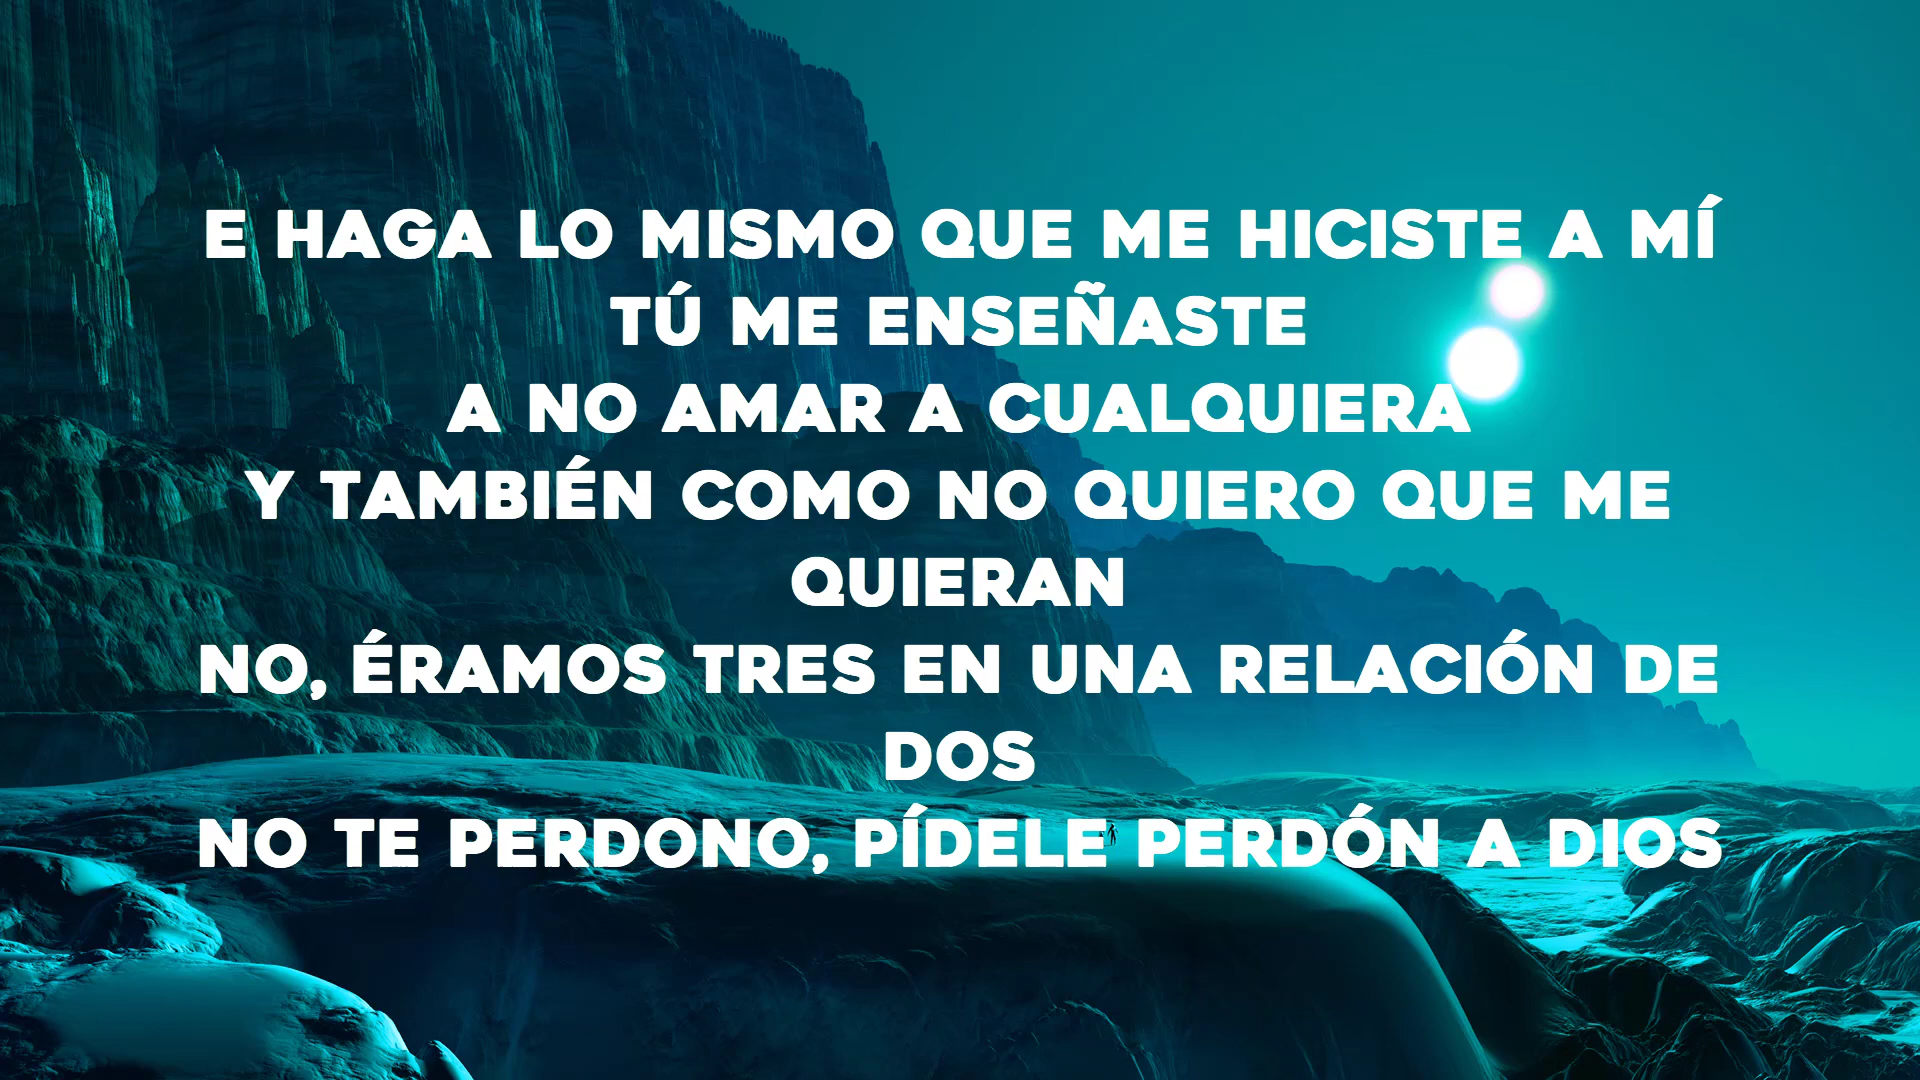 E HAGA LO MISMO QUE ME HICISTE A MÍ
TÚ ME ENSEÑASTE
A NO AMAR A CUALQUIERA
Y TAMBIÉN COMO NO QUIERO QUE ME
QUIERAN
NO, ÉRAMOS TRES EN UNA RELACIÓN DE
DOS
NO TE PERDONO, PÍDELE PERDÓN A DIOS